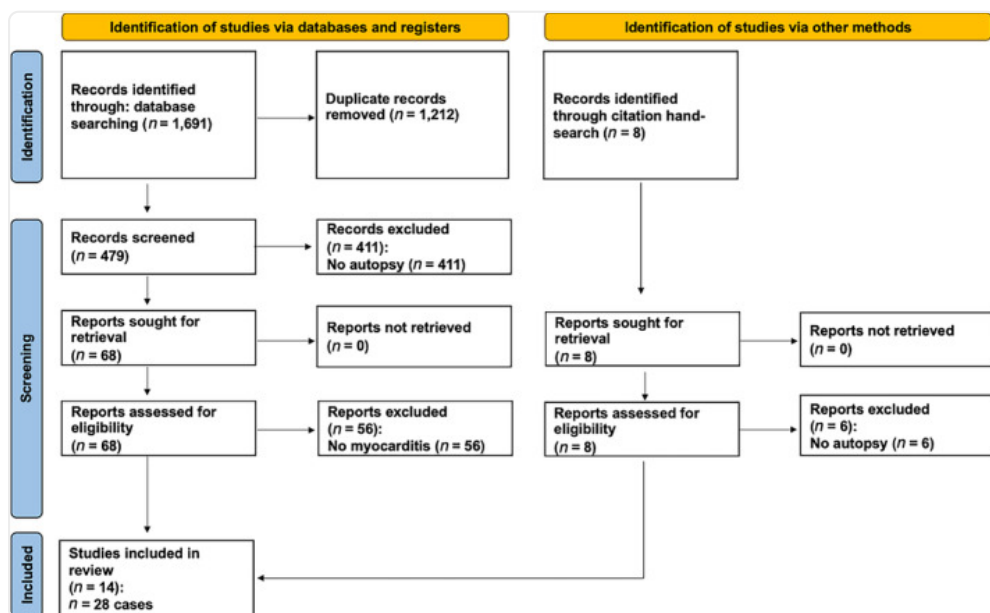 Identification of studies via databases and registers
Identification of studies via other methods
Identification
Records identified
through: database
searching (n = 1,691)
Duplicate records
removed (n = 1,212)
Records identified
through citation hand-
search (n = 8)
Screening
Records screened
(n = 479)
Records excluded
(n = 411):
No autopsy (n = 411)
Reports sought for
retrieval
(n = 68)
Reports not retrieved
(n = 0)
Reports sought for
retrieval
(n = 8)
Reports not retrieved
(n = 0)
Reports assessed for
eligibility
(n = 68)
Reports excluded
(n = 56):
No myocarditis (n = 56)
Reports assessed for
eligibility
(n = 8)
Reports excluded
(n = 6):
No autopsy (n = 6)
Included
Studies included in
review
(n = 14):
n = 28 cases